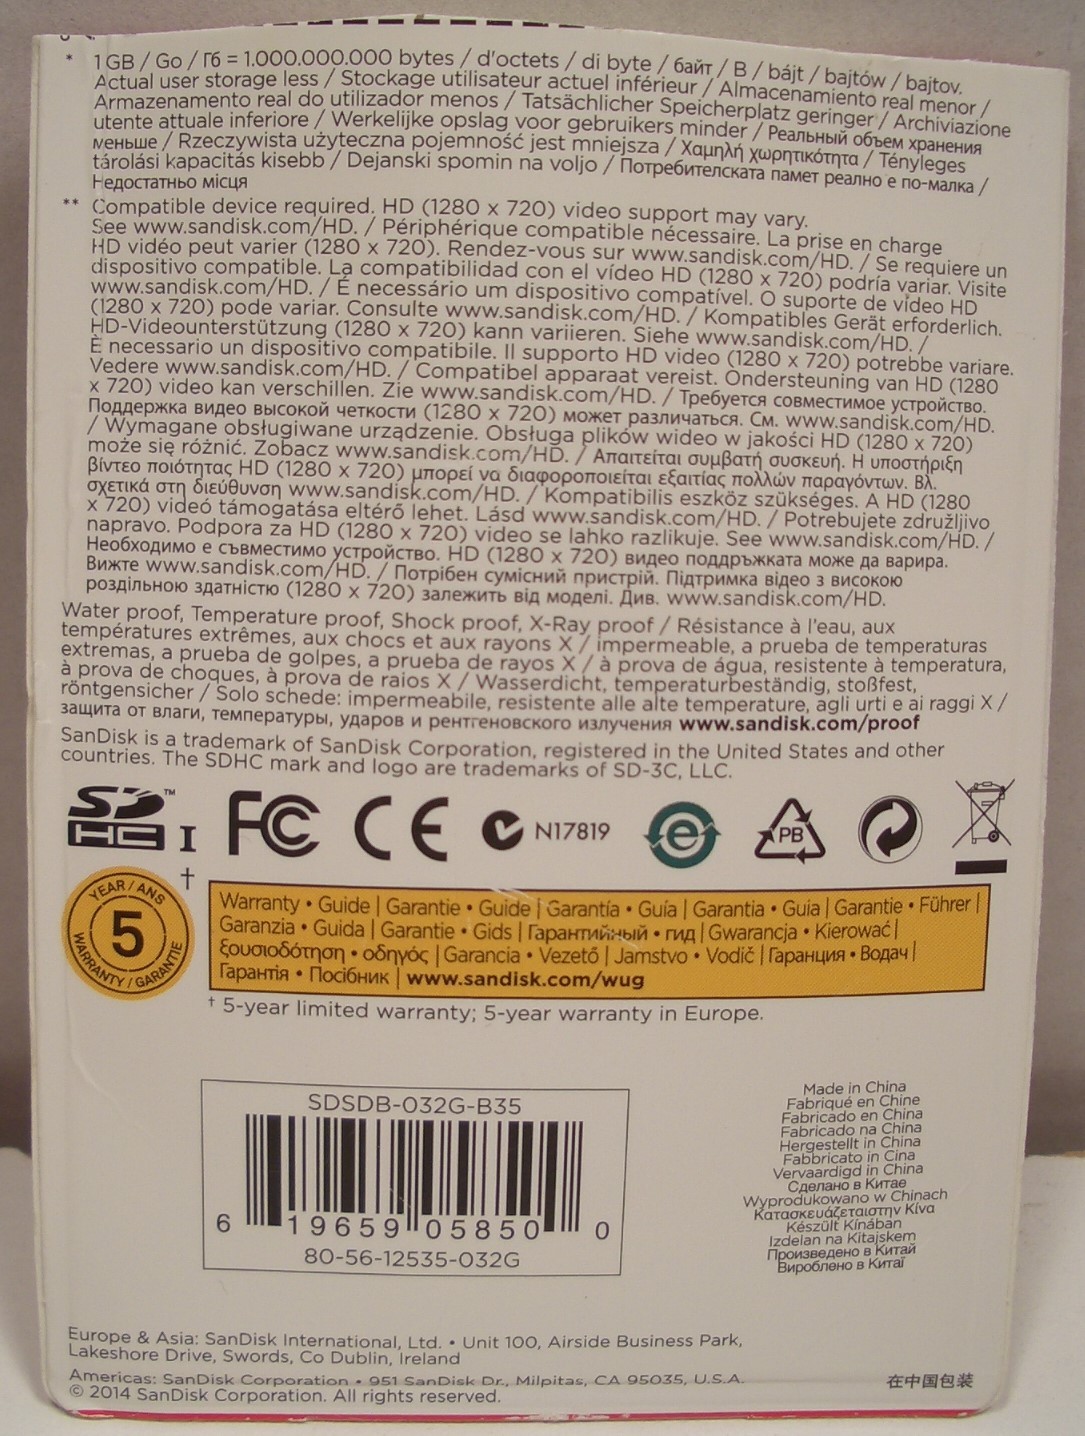 * 1 GB / Go / Гб = 1.000.000.000 bytes / d'octets / di byte / байт / B / bájt / bajtów / bajtov.
Actual user storage less / Stockage utilisateur actuel inférieur / Almacenamiento real menor /
Armazenamento real do utilizador menos / Tatsächlicher Speicherplatz geringer / Archiviazione
utente attuale inferiore / Werkelijke opslag voor gebruikers minder / Реальный объем хранения
меньше / Rzeczywista użyteczna pojemność jest mniejsza / Χαμηλή χωρητικότητα / Tényleges
tárolási kapacitás kisebb / Dejanski spomin na voljo / Потребителската памет реално е по-малка /
Недостатньо місця
** Compatible device required. HD (1280 x 720) video support may vary.
See www.sandisk.com/HD. / Périphérique compatible nécessaire. La prise en charge
HD vidéo peut varier (1280 x 720). Rendez-vous sur www.sandisk.com/HD. / Se requiere un
dispositivo compatible. La compatibilidad con el vídeo HD (1280 x 720) podría variar. Visite
www.sandisk.com/HD. / É necessário um dispositivo compatível. O suporte de vídeo HD
(1280 x 720) pode variar. Consulte www.sandisk.com/HD. / Kompatibles Gerät erforderlich.
HD-Videounterstützung (1280 x 720) kann variieren. Siehe www.sandisk.com/HD. /
È necessario un dispositivo compatibile. Il supporto HD video (1280 x 720) potrebbe variare.
Vedere www.sandisk.com/HD. / Compatibel apparaat vereist. Ondersteuning van HD (1280
x 720) video kan verschillen. Zie www.sandisk.com/HD. / Требуется совместимое устройство.
Поддержка видео высокой четкости (1280 x 720) может различаться. См. www.sandisk.com/HD.
/ Wymagane obsługiwane urządzenie. Obsługa plików wideo w jakości HD (1280 x 720)
może się różnić. Zobacz www.sandisk.com/HD. / Απαιτείται συμβατή συσκευή. Η υποστήριξη
βίντεο ποιότητας HD (1280 x 720) μπορεί να διαφοροποιείται εξαιτίας πολλών παραγόντων. Βλ.
σχετικά στη διεύθυνση www.sandisk.com/HD. / Kompatibilis eszköz szükséges. A HD (1280
x 720) videó támogatása eltérő lehet. Lásd www.sandisk.com/HD. / Potrebujete združljivo
napravo. Podpora za HD (1280 x 720) video se lahko razlikuje. See www.sandisk.com/HD. /
Необходимо е съвместимо устройство. HD (1280 x 720) видео поддръжката може да варира.
Вижте www.sandisk.com/HD. / Потрібен сумісний пристрій. Підтримка відео з високою
роздільною здатністю (1280 x 720) залежить від моделі. Див. www.sandisk.com/HD.
Water proof, Temperature proof, Shock proof, X-Ray proof / Résistance à l'eau, aux
températures extrêmes, aux chocs et aux rayons X / impermeable, a prueba de temperaturas
extremas, a prueba de golpes, a prueba de rayos X / à prova de água, resistente à temperatura,
à prova de choques, à prova de raios X / Wasserdicht, temperaturbeständig, stoßfest,
röntgensicher / Solo schede: impermeabile, resistente alle alte temperature, agli urti e ai raggi X /
защита от влаги, температуры, ударов и рентгеновского излучения www.sandisk.com/proof
SanDisk is a trademark of SanDisk Corporation, registered in the United States and other
countries. The SDHC mark and logo are trademarks of SD-3C, LLC.
SD HC ™ I FC CE N17819 e PB
YEAR / ANS 5 WARRANTY / GARANTIE †
Warranty • Guide | Garantie • Guide | Garantía • Guía | Garantia • Guia | Garantie • Führer |
Garanzia • Guida | Garantie • Gids | Гарантийный • гид | Gwarancja • Kierować |
ξουσιοδότηση • οδηγός | Garancia • Vezető | Jamstvo • Vodíč | Гаранция • Водач |
Гарантія • Посібник | www.sandisk.com/wug
† 5-year limited warranty; 5-year warranty in Europe.
SDSDB-032G-B35
6 19659 05850 0
80-56-12535-032G
Made in China
Fabriqué en Chine
Fabricado en China
Fabricado na China
Hergestellt in China
Fabbricato in Cina
Vervaardigd in China
Сделано в Китае
Wyprodukowano w Chinach
Κατασκευάζεταιστην Κίνα
Készült Kínában
Izdelan na Kitajskem
Произведено в Китай
Вироблено в Китаї
Europe & Asia: SanDisk International, Ltd. • Unit 100, Airside Business Park,
Lakeshore Drive, Swords, Co Dublin, Ireland
Americas: SanDisk Corporation • 951 SanDisk Dr., Milpitas, CA 95035, U.S.A.
© 2014 SanDisk Corporation. All rights reserved.
在中国包装